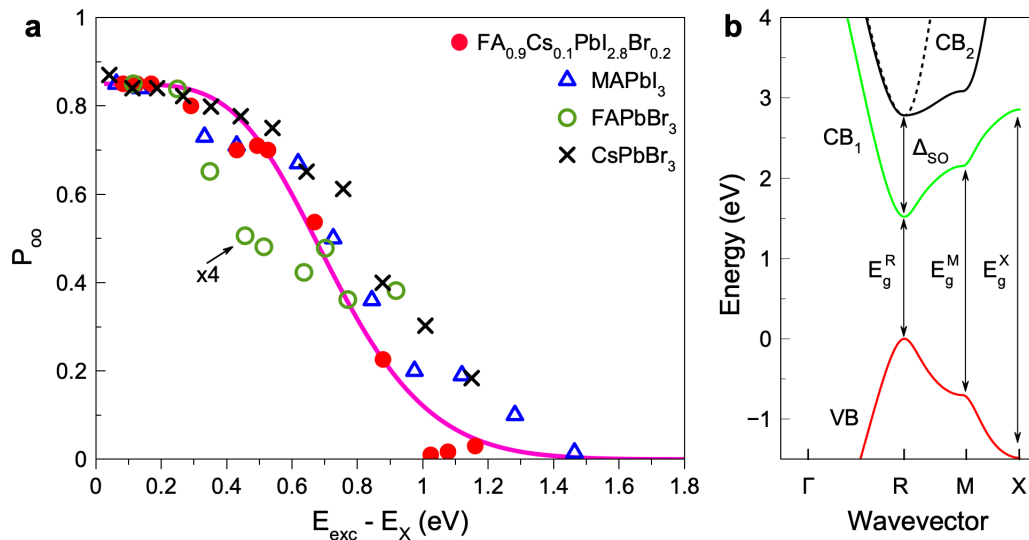 a
FA0.9Cs0.1PbI2.8Br0.2
MAPbI3
FAPbBr3
CsPbBr3
x4
Poo
1
0.8
0.6
0.4
0.2
0
0 0.2 0.4 0.6 0.8 1.0 1.2 1.4 1.6 1.8
Eexc - EX (eV)
b
4
3
2
1
0
−1
Energy (eV)
CB2
CB1
ΔSO
EgR
EgM
EgX
VB
Γ R M X
Wavevector